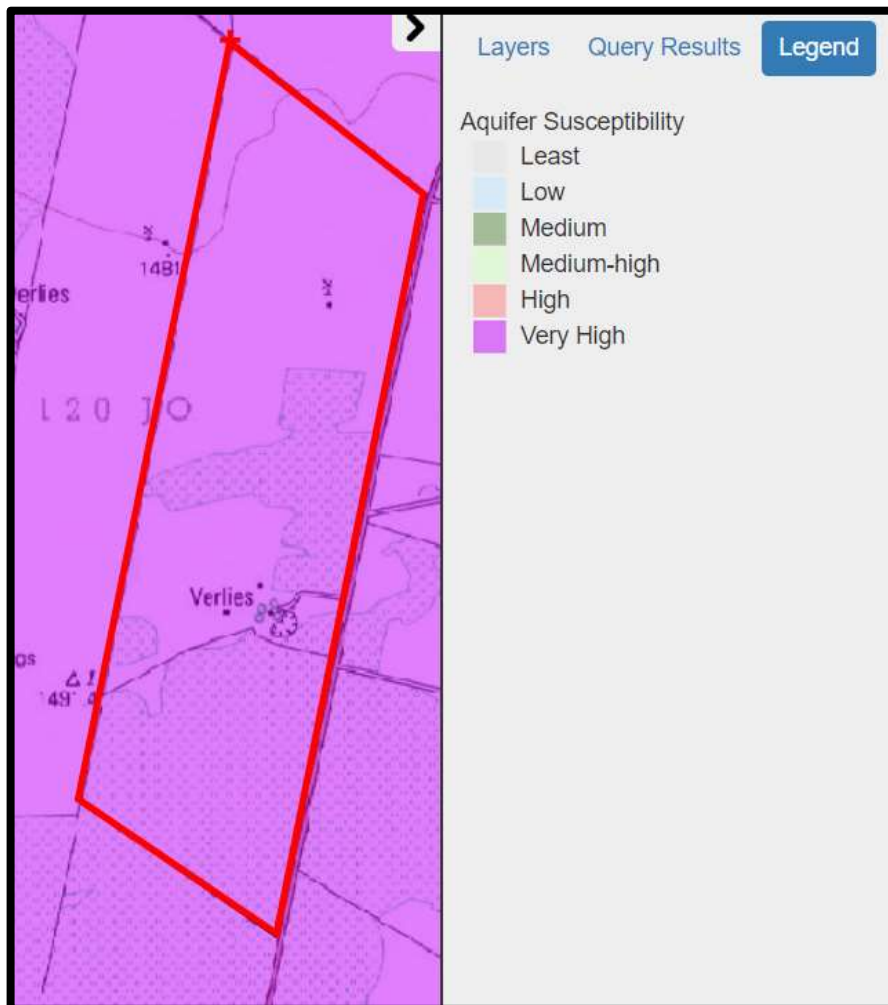 Layers Query Results Legend
Aquifer Susceptibility
Least
Low
Medium
Medium-high
High
Very High
1481
erlies
120 JO
Verlies
gs
149